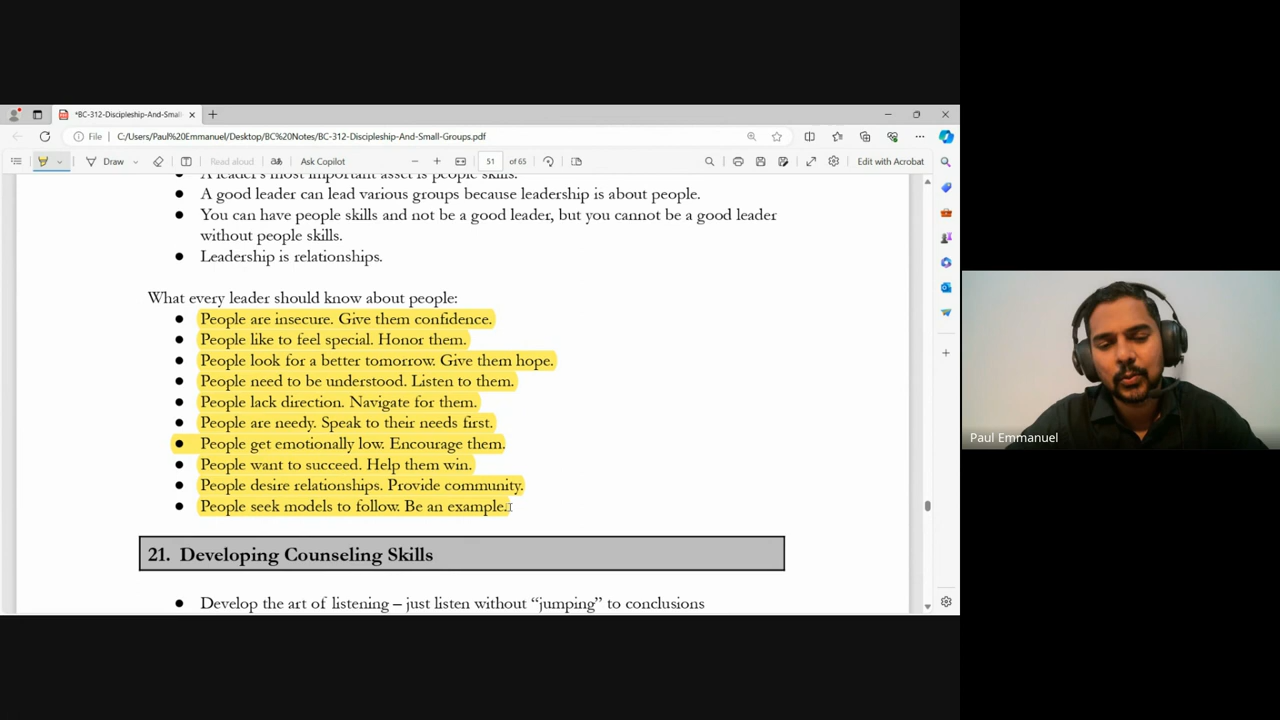 *BC-312-Discipleship-And-Smal
File
C:/Users/Paul%20Emmanuel/Desktop/BC%20Notes/BC-312-Discipleship-And-Small-Groups.pdf
Draw
Read aloud
Ask Copilot
51
of 65
Edit with Acrobat
● A leader's most important asset is people skills.
● A good leader can lead various groups because leadership is about people.
● You can have people skills and not be a good leader, but you cannot be a good leader
without people skills.
● Leadership is relationships.
What every leader should know about people:
● People are insecure. Give them confidence.
● People like to feel special. Honor them.
● People look for a better tomorrow. Give them hope.
● People need to be understood. Listen to them.
● People lack direction. Navigate for them.
● People are needy. Speak to their needs first.
● People get emotionally low. Encourage them.
● People want to succeed. Help them win.
● People desire relationships. Provide community.
● People seek models to follow. Be an example.
21. Developing Counseling Skills
● Develop the art of listening – just listen without “jumping” to conclusions
Paul Emmanuel